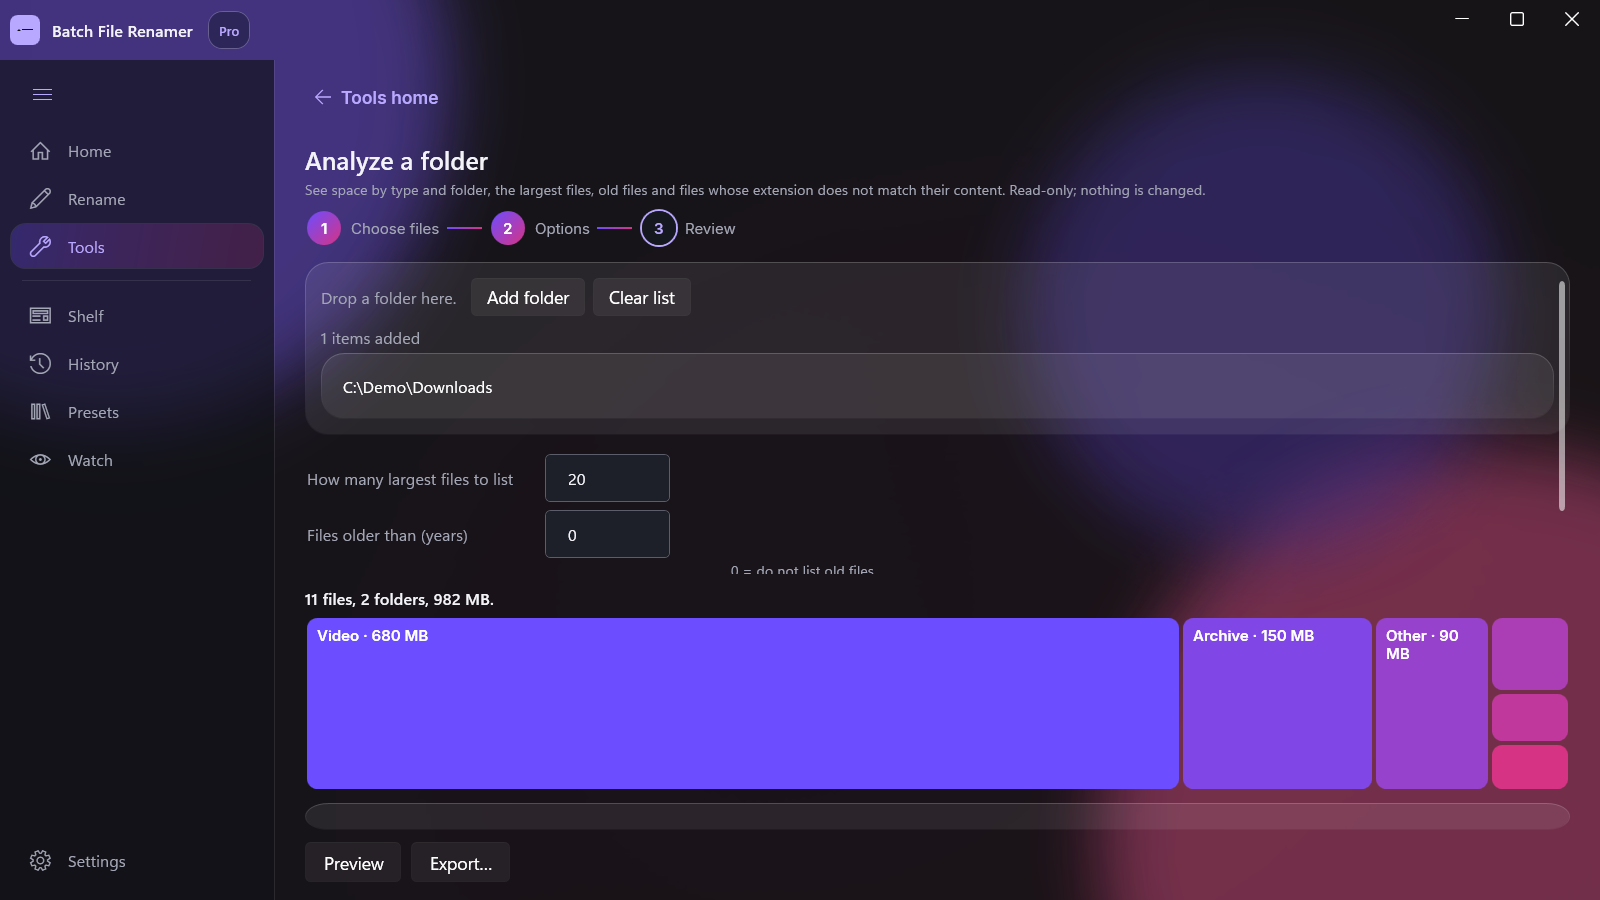 Batch File Renamer Pro
Home
Rename
Tools
Shelf
History
Presets
Watch
Settings
Tools home
Analyze a folder
See space by type and folder, the largest files, old files and files whose extension does not match their content. Read-only; nothing is changed.
1 Choose files 2 Options 3 Review
Drop a folder here. Add folder Clear list
1 items added
C:\Demo\Downloads
How many largest files to list 20
Files older than (years) 0
0 = do not list old files
11 files, 2 folders, 982 MB.
Video · 680 MB
Archive · 150 MB
Other · 90
MB
Preview Export...